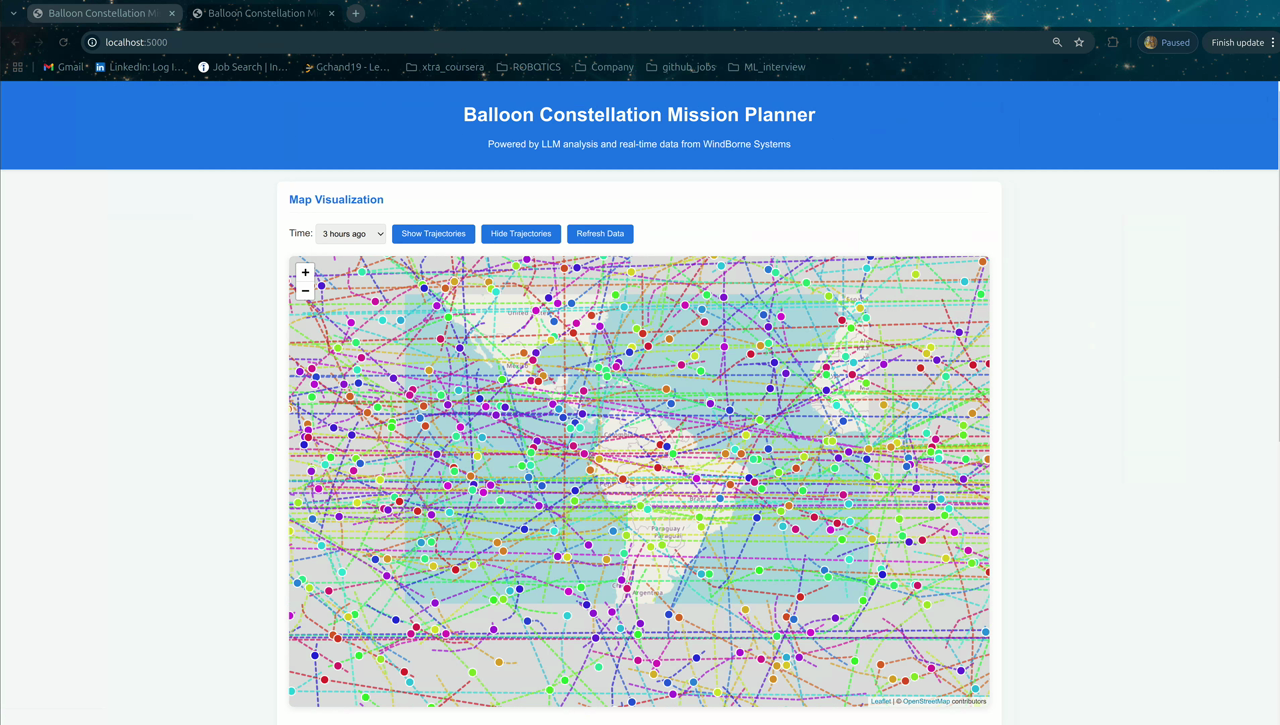 Balloon Constellation Mi
Balloon Constellation M
localhost:5000
Paused
Finish update
Gmail
LinkedIn: Log I...
Job Search | In...
Gchand19 - Le...
xtra_coursera
ROBOTICS
Company
github_jobs
ML_interview
Balloon Constellation Mission Planner
Powered by LLM analysis and real-time data from WindBorne Systems
Map Visualization
Time: 3 hours ago Show Trajectories Hide Trajectories Refresh Data
+
−
United
Mexico
Paraguay /
Paraguái
Argentina
Leaflet | © OpenStreetMap contributors